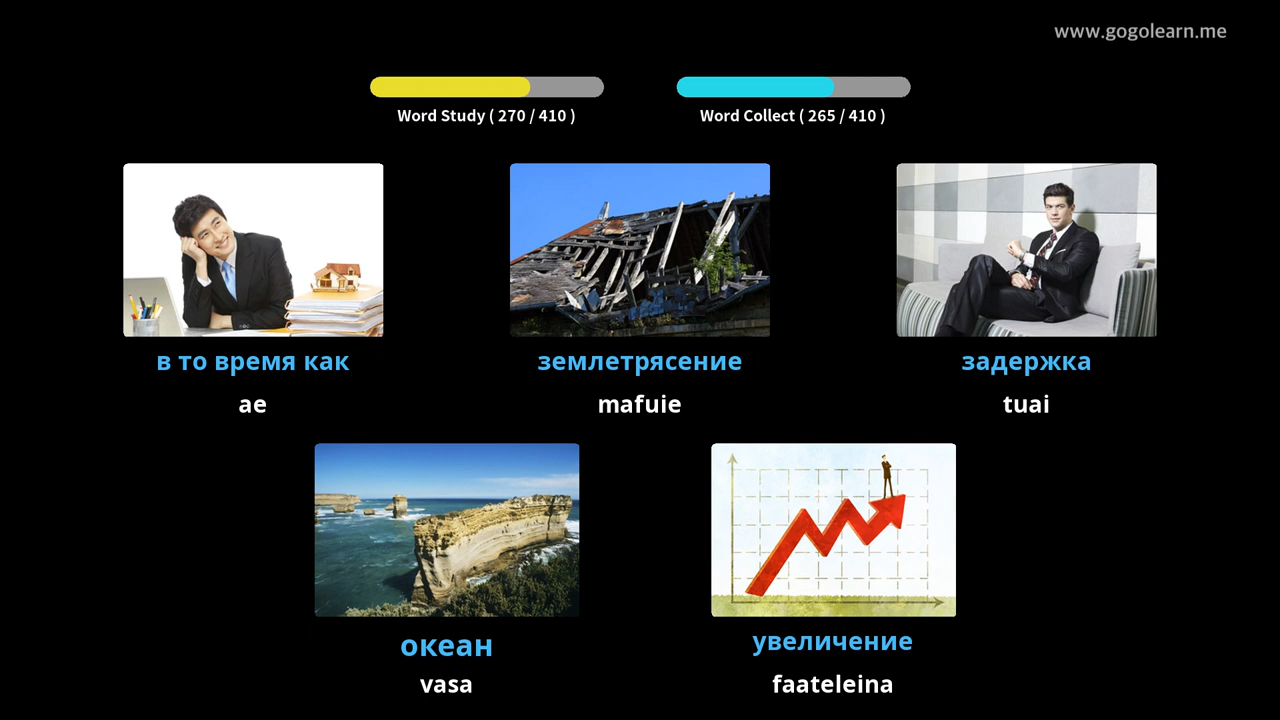 www.gogolearn.me
Word Study ( 270 / 410 )
Word Collect ( 265 / 410 )
в то время как
ae
землетрясение
mafuie
задержка
tuai
океан
vasa
увеличение
faateleina